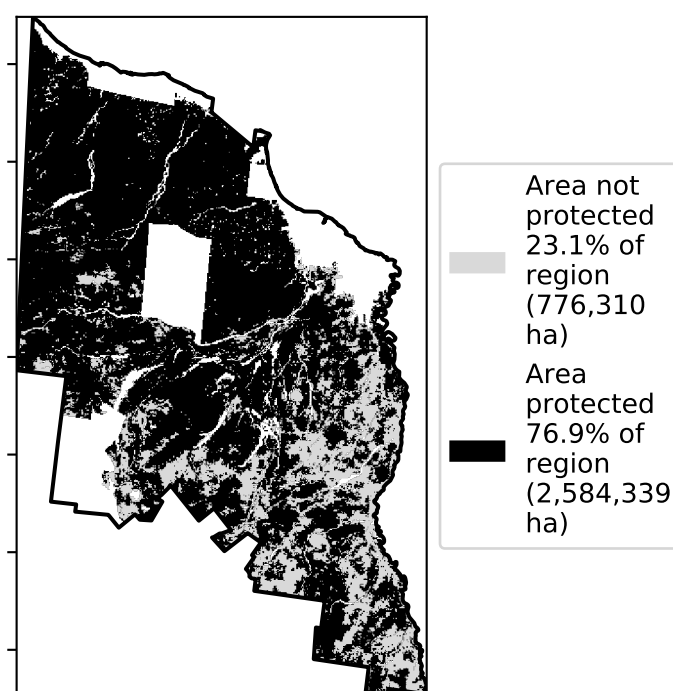 Area not
protected
23.1% of
region
(776,310
ha)
Area
protected
76.9% of
region
(2,584,339
ha)